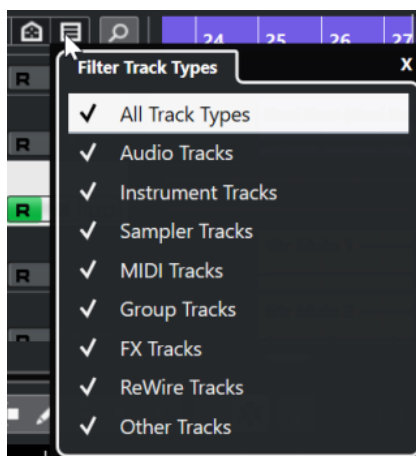 24 25 26 27
Filter Track Types X
R
All Track Types
Audio Tracks
R
Instrument Tracks
R
Sampler Tracks
MIDI Tracks
R
Group Tracks
FX Tracks
ReWire Tracks
Other Tracks